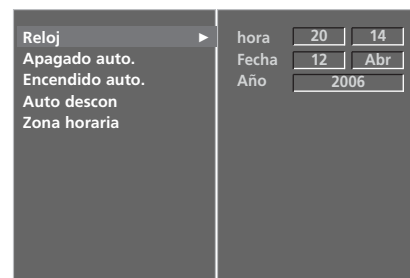 Reloj ► hora 20 14
Apagado auto. Fecha 12 Abr
Encendido auto. Año 2006
Auto descon
Zona horaria